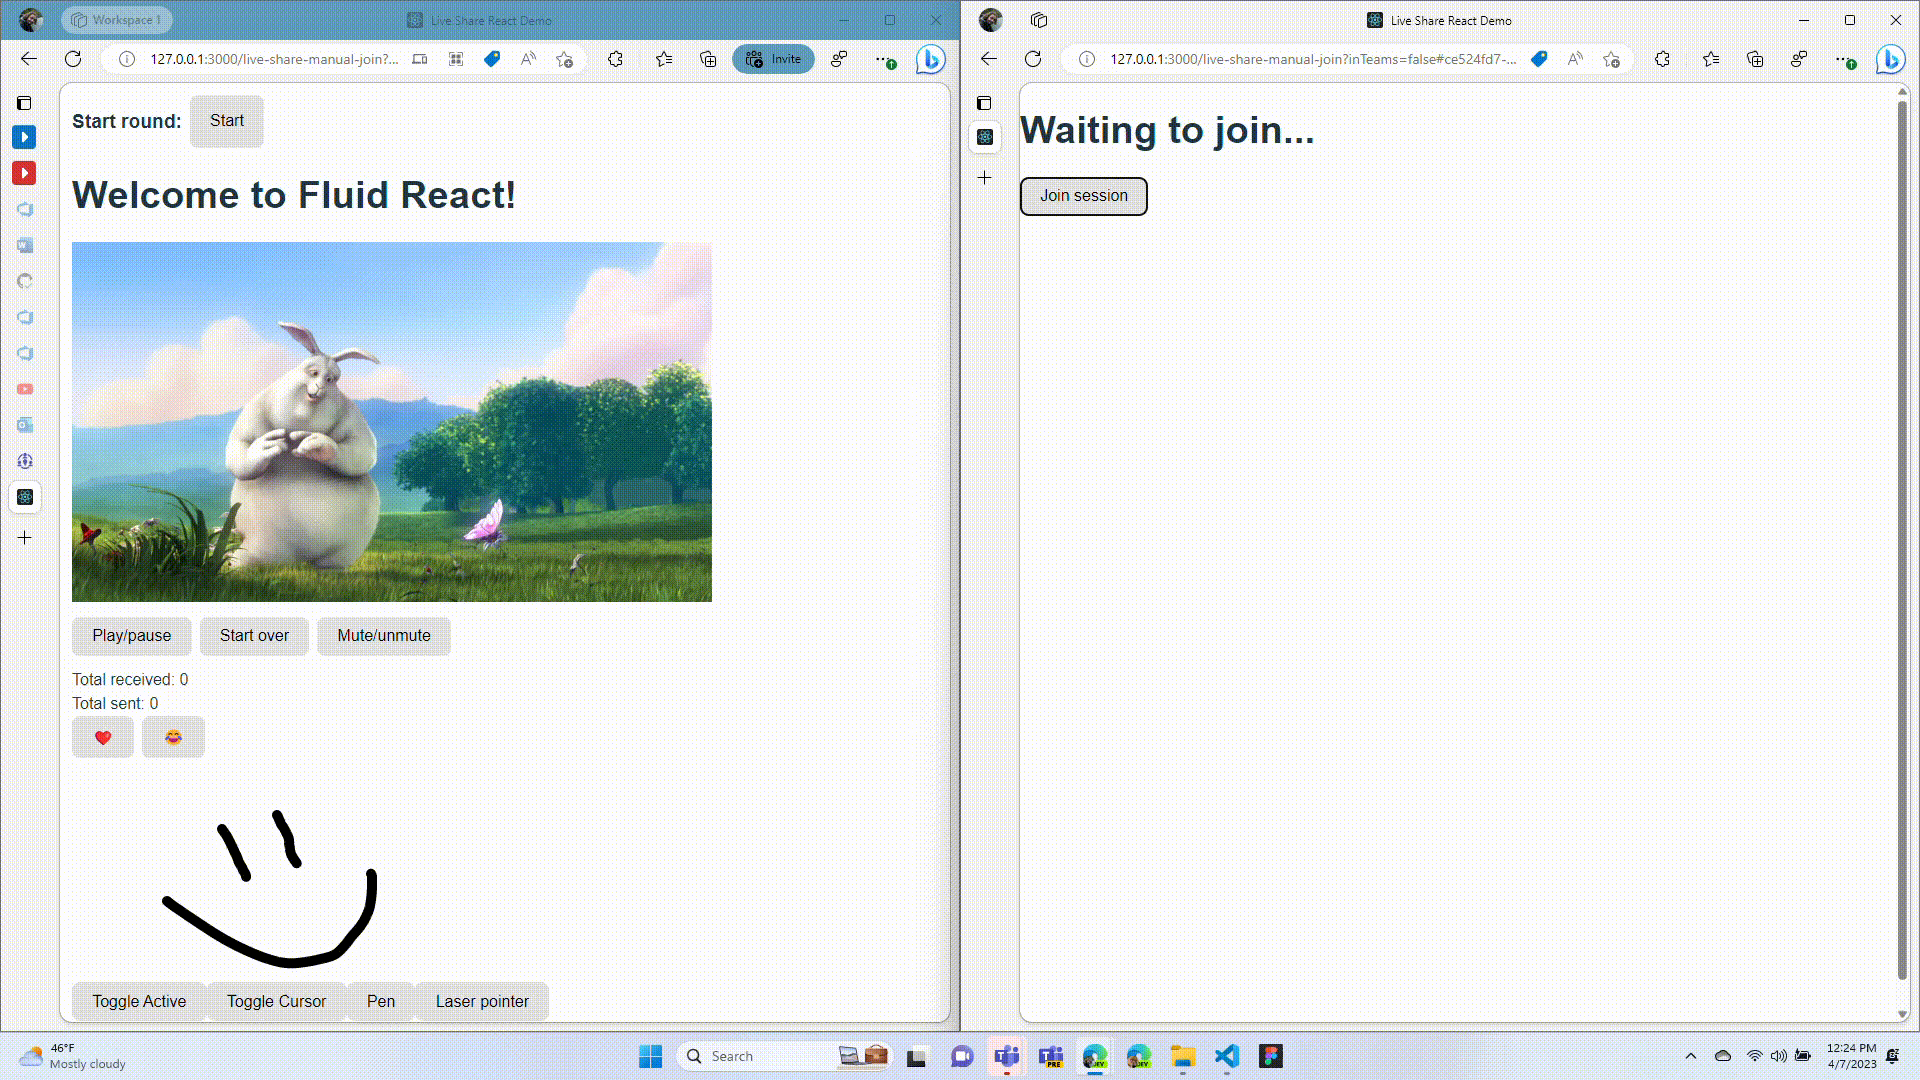 Workspace 1
Live Share React Demo
127.0.0.1:3000/live-share-manual-join?...
Invite
Start round:
Start
Welcome to Fluid React!
Play/pause
Start over
Mute/unmute
Total received: 0
Total sent: 0
Toggle Active
Toggle Cursor
Pen
Laser pointer
Live Share React Demo
127.0.0.1:3000/live-share-manual-join?inTeams=false#ce524fd7-...
Waiting to join...
Join session
46°F
Mostly cloudy
Search
PRE
DEV
DEV
12:24 PM
4/7/2023